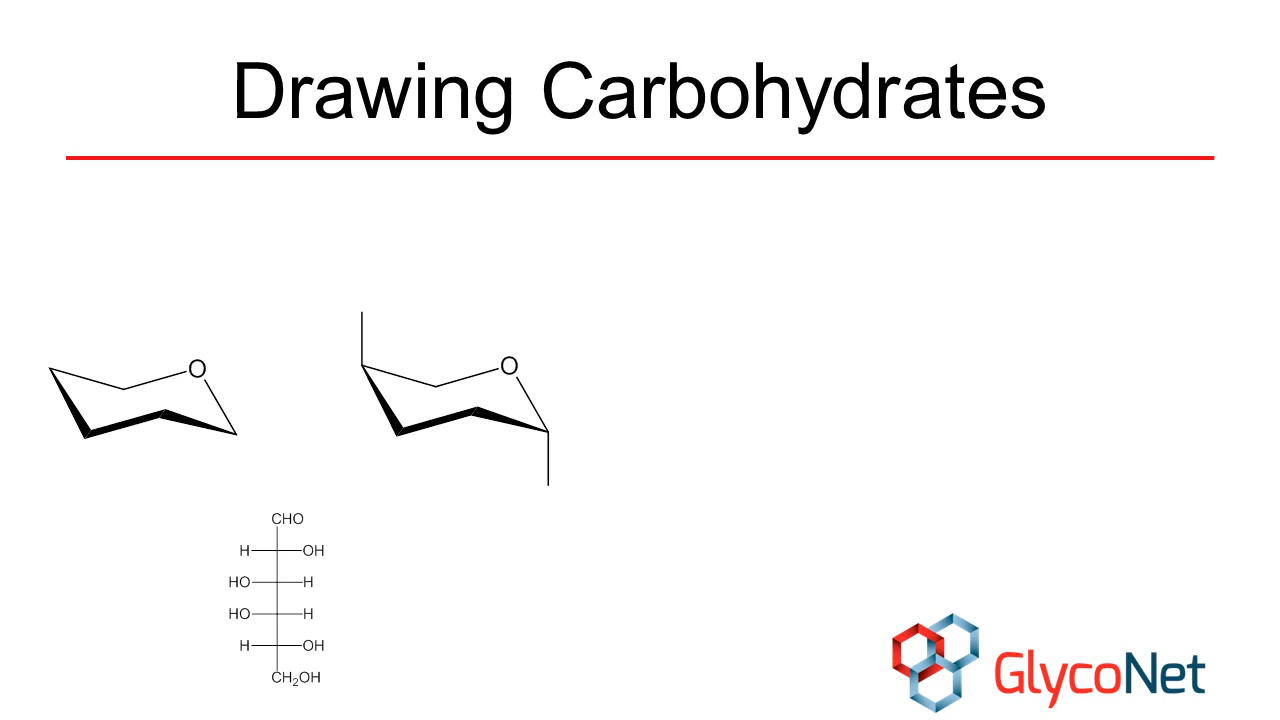 Drawing Carbohydrates
O
O
CHO
H OH
HO H
HO H
H OH
CH₂OH
GlycoNet